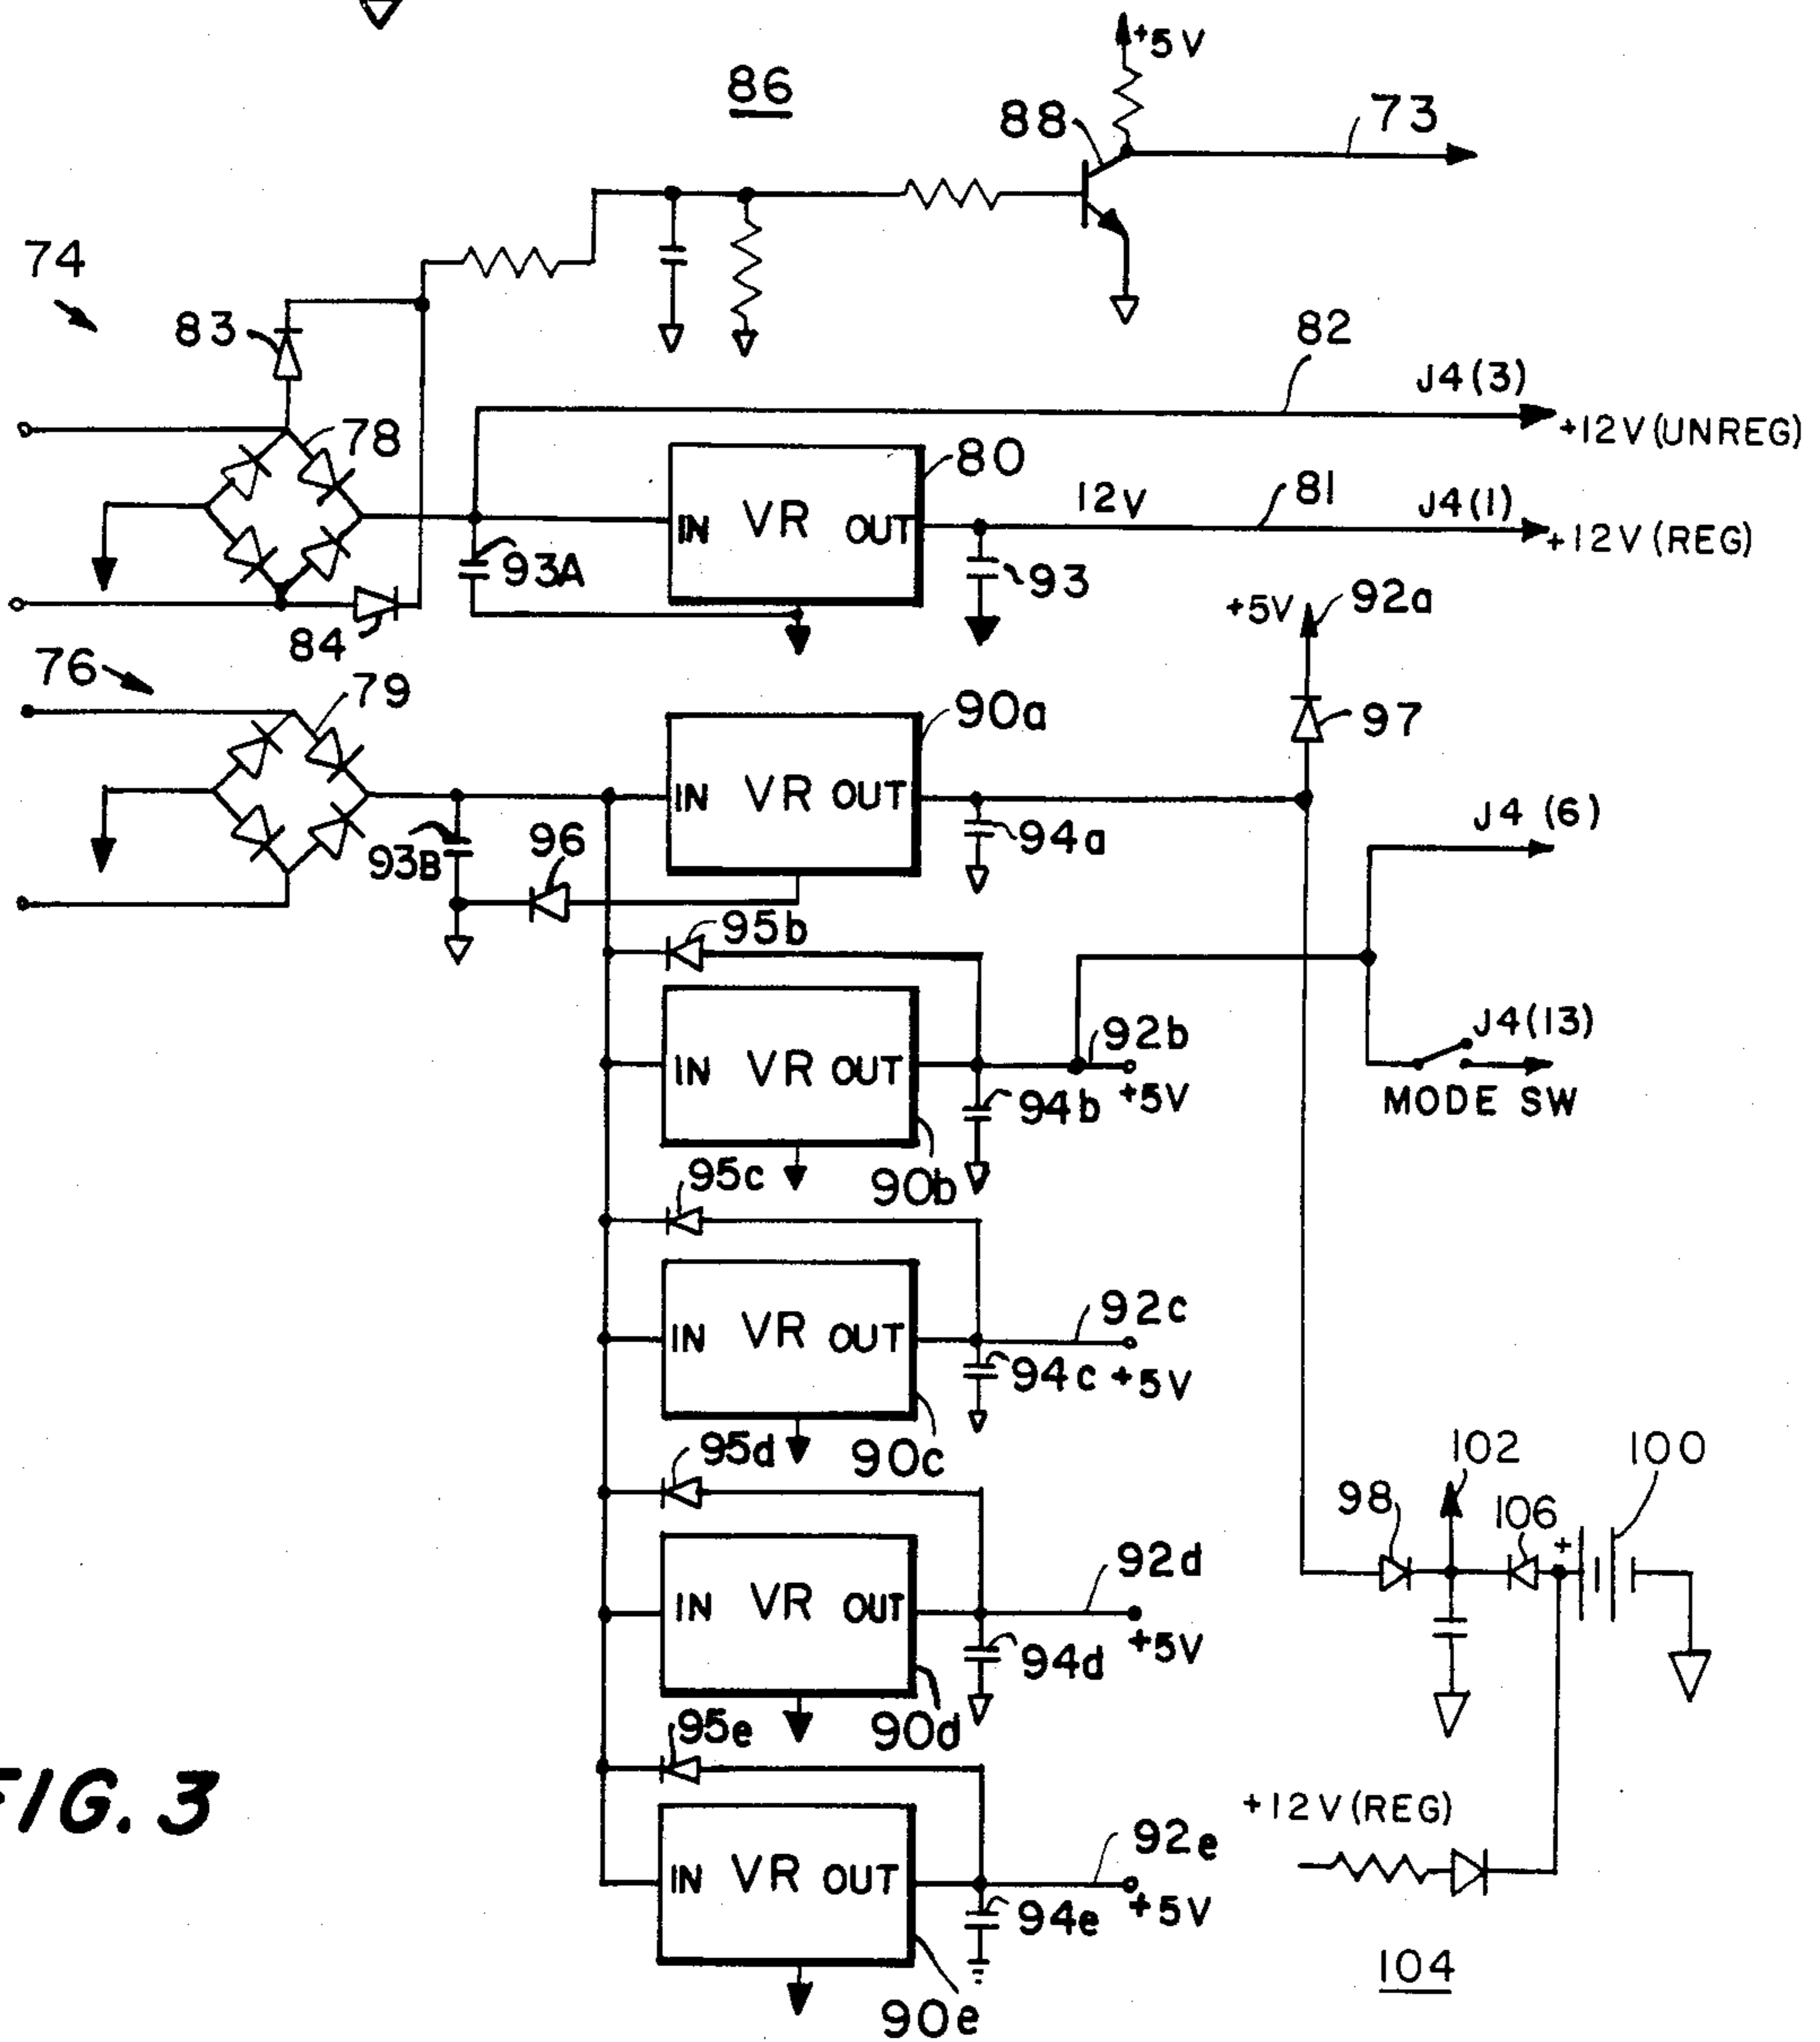 +5V
86
88
73
74
83
82
J4(3)
+12V(UNREG)
78
80
IN VR OUT
12V
81
J4(1)
+12V(REG)
93A
93
84
+5V
92a
76
79
90a
97
IN VR OUT
J4 (6)
93B
96
94a
95b
IN VR OUT
92b
J4(13)
94b
+5V
MODE SW
95c
90b
IN VR OUT
92c
94c
+5V
95d
90c
102
100
98
106
+
IN VR OUT
92d
+5V
94d
95e
90d
FIG. 3
+12V(REG)
IN VR OUT
92e
94e
+5V
104
90e